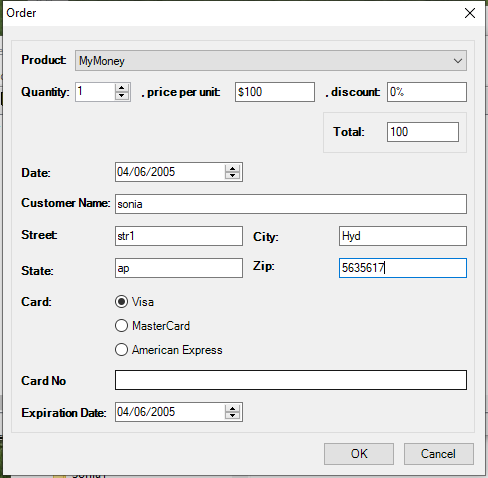 Order
Product: MyMoney
Quantity: 1 , price per unit: $100 , discount: 0%
Total: 100
Date: 04/06/2005
Customer Name: sonia
Street: str1 City: Hyd
State: ap Zip: 5635617
Card: Visa
MasterCard
American Express
Card No
Expiration Date: 04/06/2005
OK Cancel